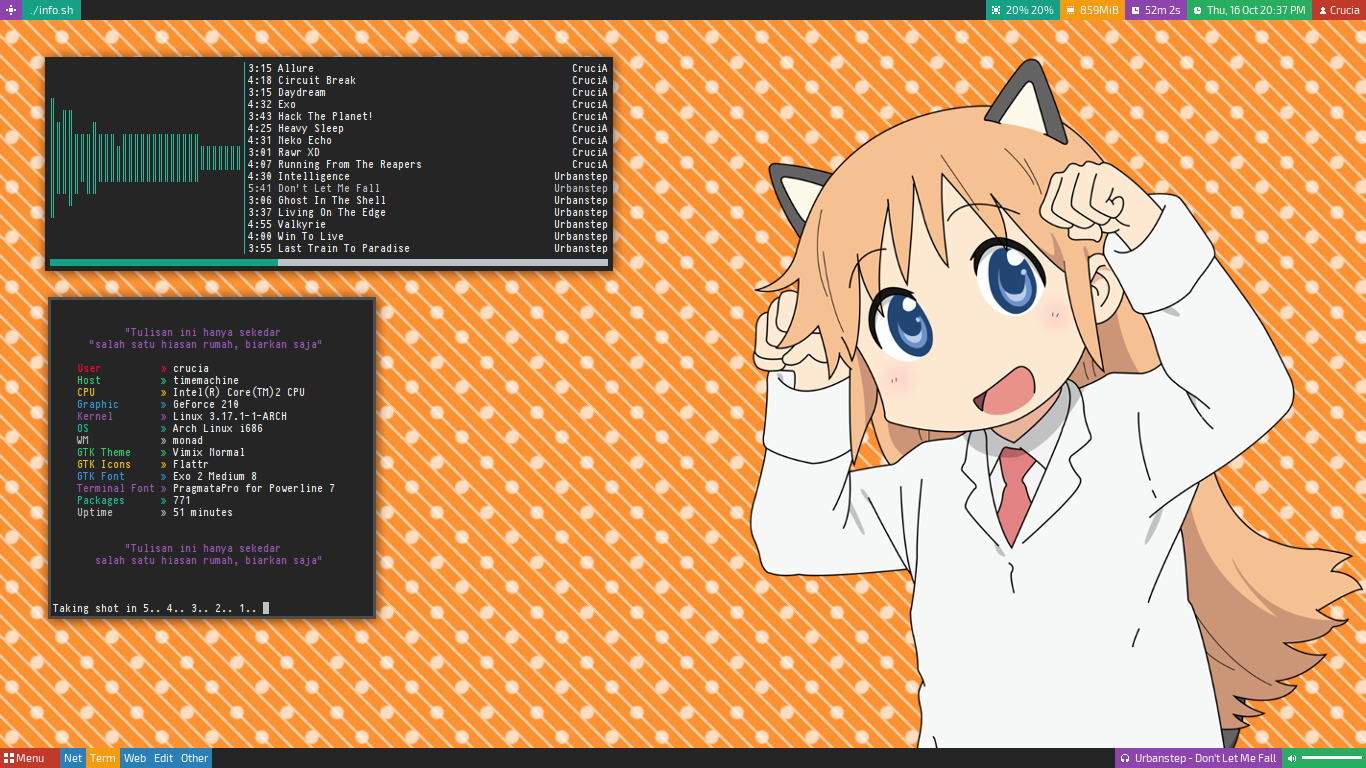 ./info.sh
20% 20%
859MiB
52m 2s
Thu, 16 Oct 20:37 PM
Crucia
3:15 Allure CruciA
4:18 Circuit Break CruciA
3:15 Daydream CruciA
4:32 Exo CruciA
3:43 Hack The Planet! CruciA
4:25 Heavy Sleep CruciA
4:31 Neko Echo CruciA
3:01 Rawr XD CruciA
4:07 Running From The Reapers CruciA
4:30 Intelligence Urbanstep
5:41 Don't Let Me Fall Urbanstep
3:06 Ghost In The Shell Urbanstep
3:37 Living On The Edge Urbanstep
4:55 Valkyrie Urbanstep
4:00 Win To Live Urbanstep
3:55 Last Train To Paradise Urbanstep
"Tulisan ini hanya sekedar
"salah satu hiasan rumah, biarkan saja"
User » crucia
Host » timemachine
CPU » Intel(R) Core(TM)2 CPU
Graphic » GeForce 210
Kernel » Linux 3.17.1-1-ARCH
OS » Arch Linux i686
WM » monad
GTK Theme » Vimix Normal
GTK Icons » Flattr
GTK Font » Exo 2 Medium 8
Terminal Font » PragmataPro for Powerline 7
Packages » 771
Uptime » 51 minutes
"Tulisan ini hanya sekedar
salah satu hiasan rumah, biarkan saja"
Taking shot in 5.. 4.. 3.. 2.. 1..
Menu
Net
Term
Web
Edit
Other
Urbanstep - Don't Let Me Fall